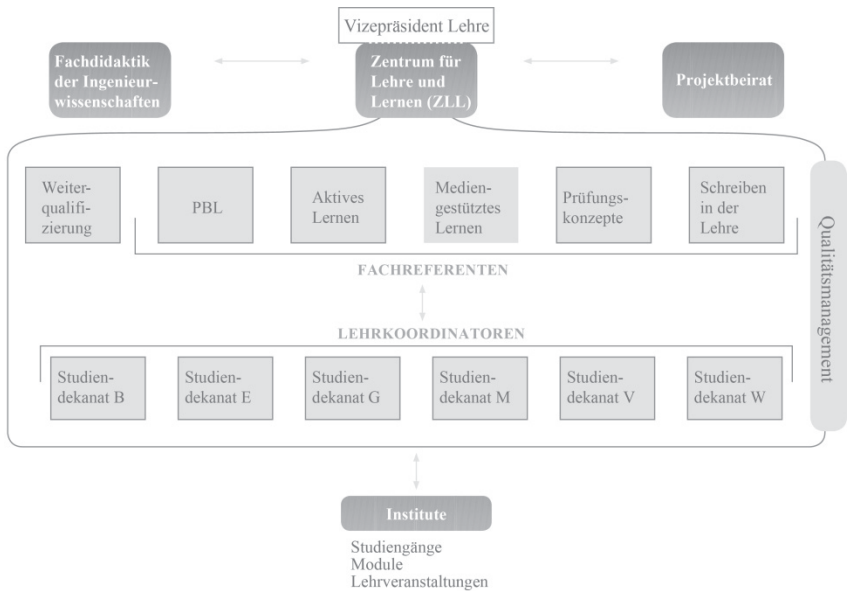 Vizepräsident Lehre
Fachdidaktik
der Ingenieur-
wissenschaften
Zentrum für
Lehre und
Lernen (ZLL)
Projektbeirat
Weiter-
qualifi-
zierung
PBL
Aktives
Lernen
Medien-
gestütztes
Lernen
Prüfungs-
konzepte
Schreiben
in der
Lehre
Qualitätsmanagement
FACHREFERENTEN
LEHRKOORDINATOREN
Studien-
dekanat B
Studien-
dekanat E
Studien-
dekanat G
Studien-
dekanat M
Studien-
dekanat V
Studien-
dekanat W
Institute
Studiengänge
Module
Lehrveranstaltungen